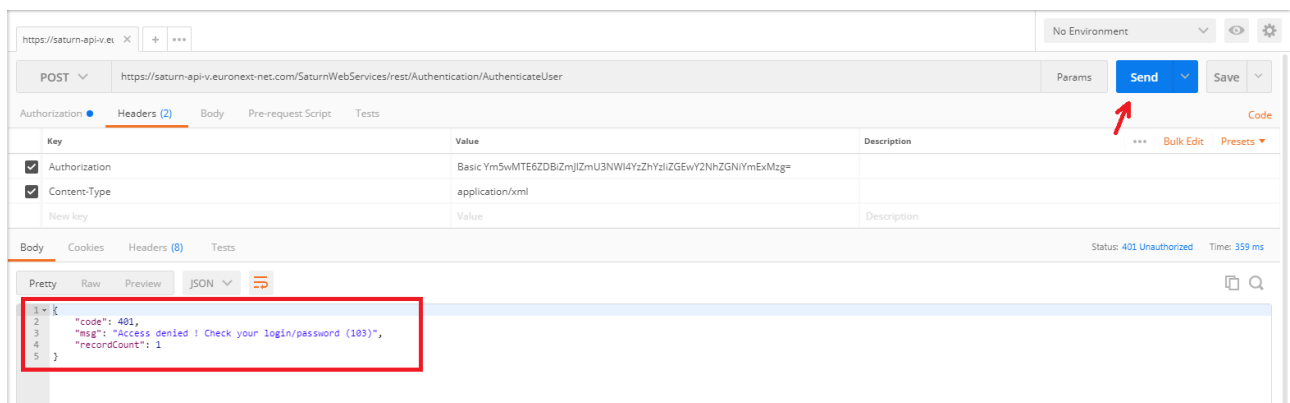 https://saturn-api-v.eu × + •••
No Environment
POST https://saturn-api-v.euronext-net.com/SaturnWebServices/rest/Authentication/AuthenticateUser Params Send Save
Authorization Headers (2) Body Pre-request Script Tests Code
Key Value Description ••• Bulk Edit Presets
Authorization Basic Ym5wMTE6ZDBiZmJlZmU3NWI4YzZhYzliZGEwY2NhZGNiYmExMzg=
Content-Type application/xml
New key Value Description
Body Cookies Headers (8) Tests Status: 401 Unauthorized Time: 359 ms
Pretty Raw Preview JSON
1 {
2 "code": 401,
3 "msg": "Access denied ! Check your login/password (103)",
4 "recordCount": 1
5 }